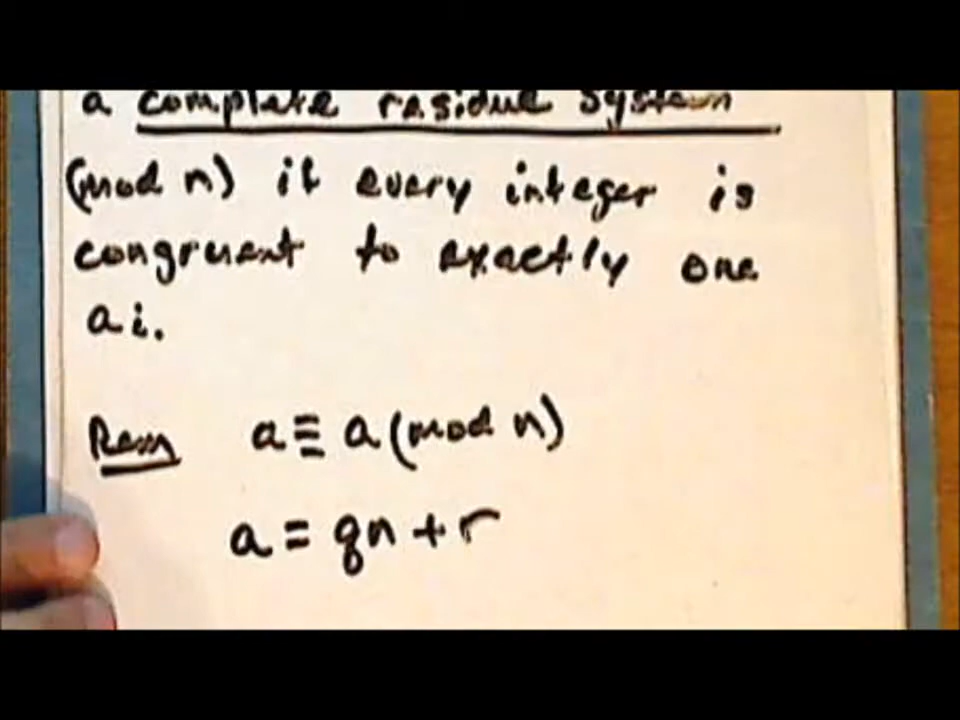 a complete residue system
(mod n) if every integer is
congruent to exactly one
ai.
Rem a ≡ a (mod n)
a = qn + r